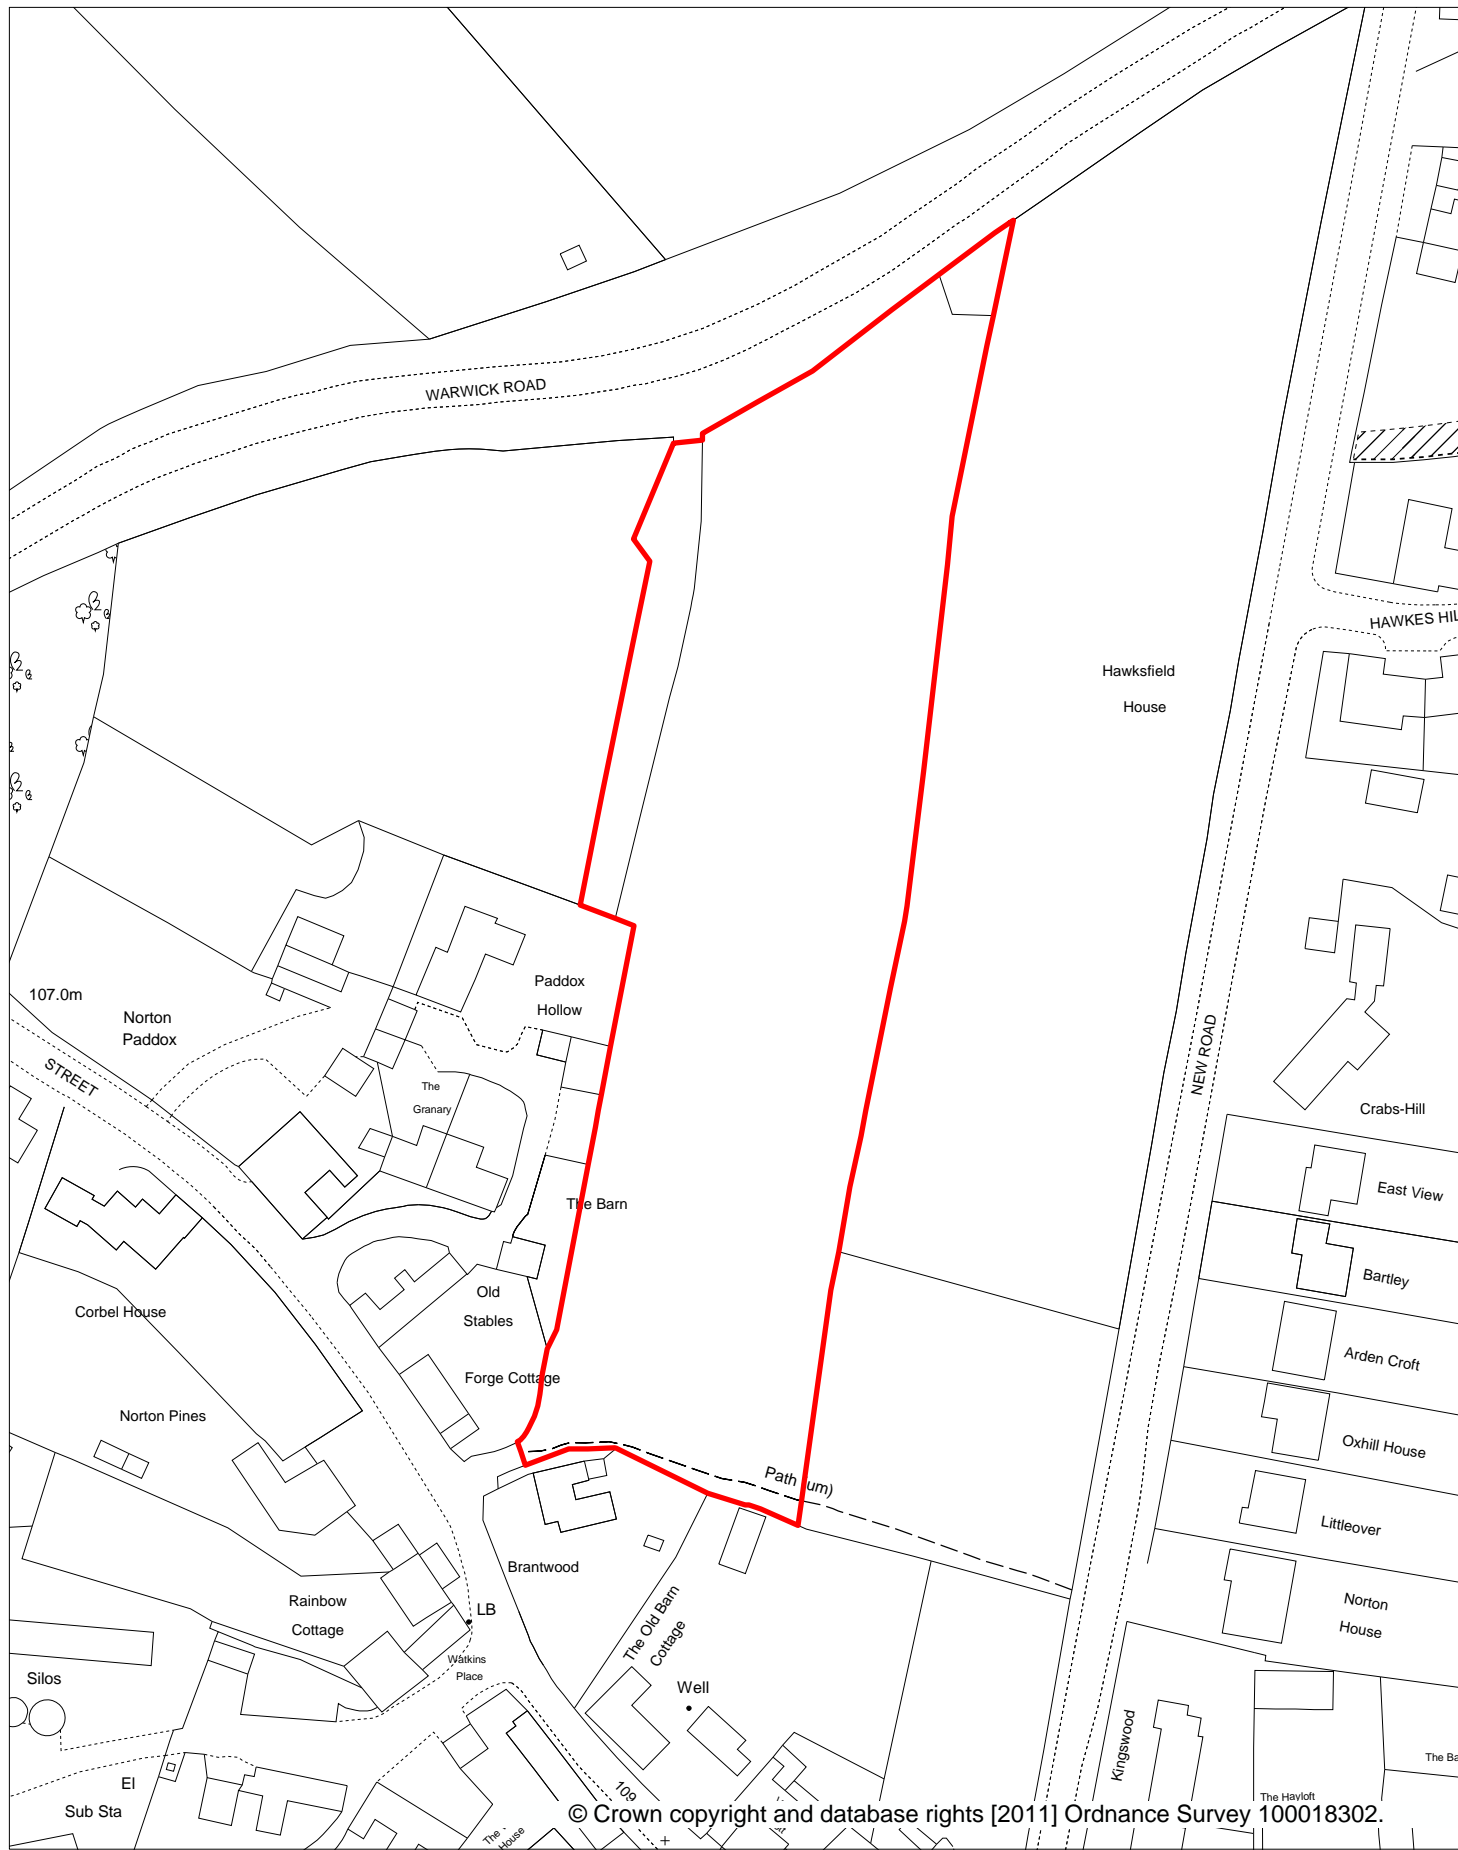 WARWICK ROAD
HAWKES HIL
Hawksfield
House
Paddox
Hollow
107.0m
Norton
Paddox
STREET
NEW ROAD
The
Granary
Crabs-Hill
East View
The Barn
Bartley
Old
Stables
Corbel House
Arden Croft
Forge Cottage
Norton Pines
Oxhill House
Path (um)
Littleover
Brantwood
Rainbow
Cottage
LB
Norton
House
The Old Barn
Cottage
Watkins
Place
Silos
Well
Kingswood
The Ba
El
Sub Sta
109
The Hayloft
© Crown copyright and database rights [2011] Ordnance Survey 100018302.
The
House